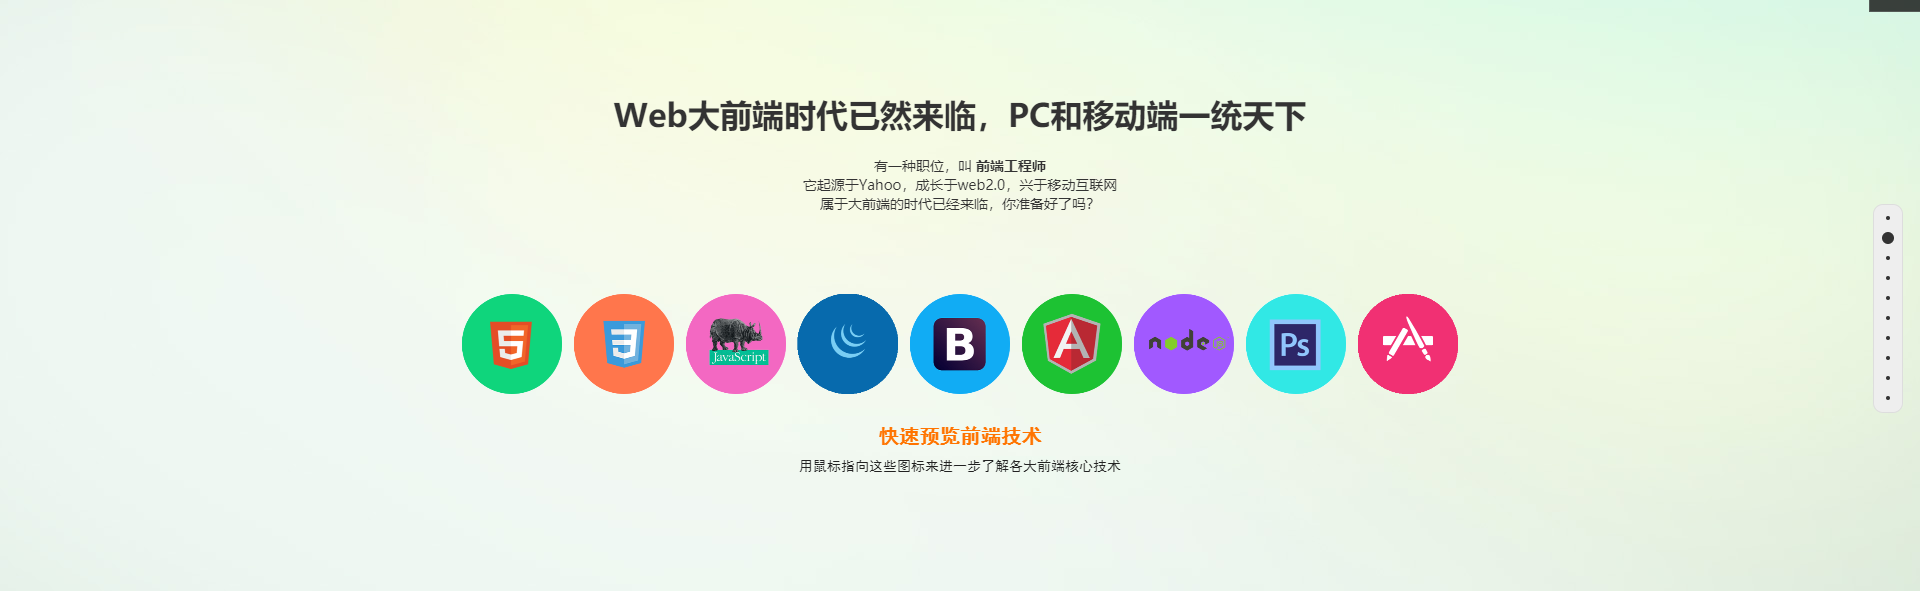 Web大前端时代已然来临，PC和移动端一统天下
有一种职位，叫 前端工程师
它起源于Yahoo，成长于web2.0，兴于移动互联网
属于大前端的时代已经来临，你准备好了吗？
5
3
JavaScript
B
A
node JS
Ps
快速预览前端技术
用鼠标指向这些图标来进一步了解各大前端核心技术